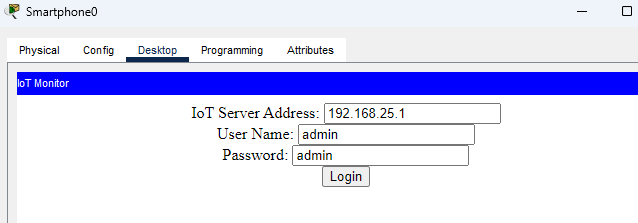 Smartphone0
Physical Config Desktop Programming Attributes
IoT Monitor
IoT Server Address: 192.168.25.1
User Name: admin
Password: admin
Login